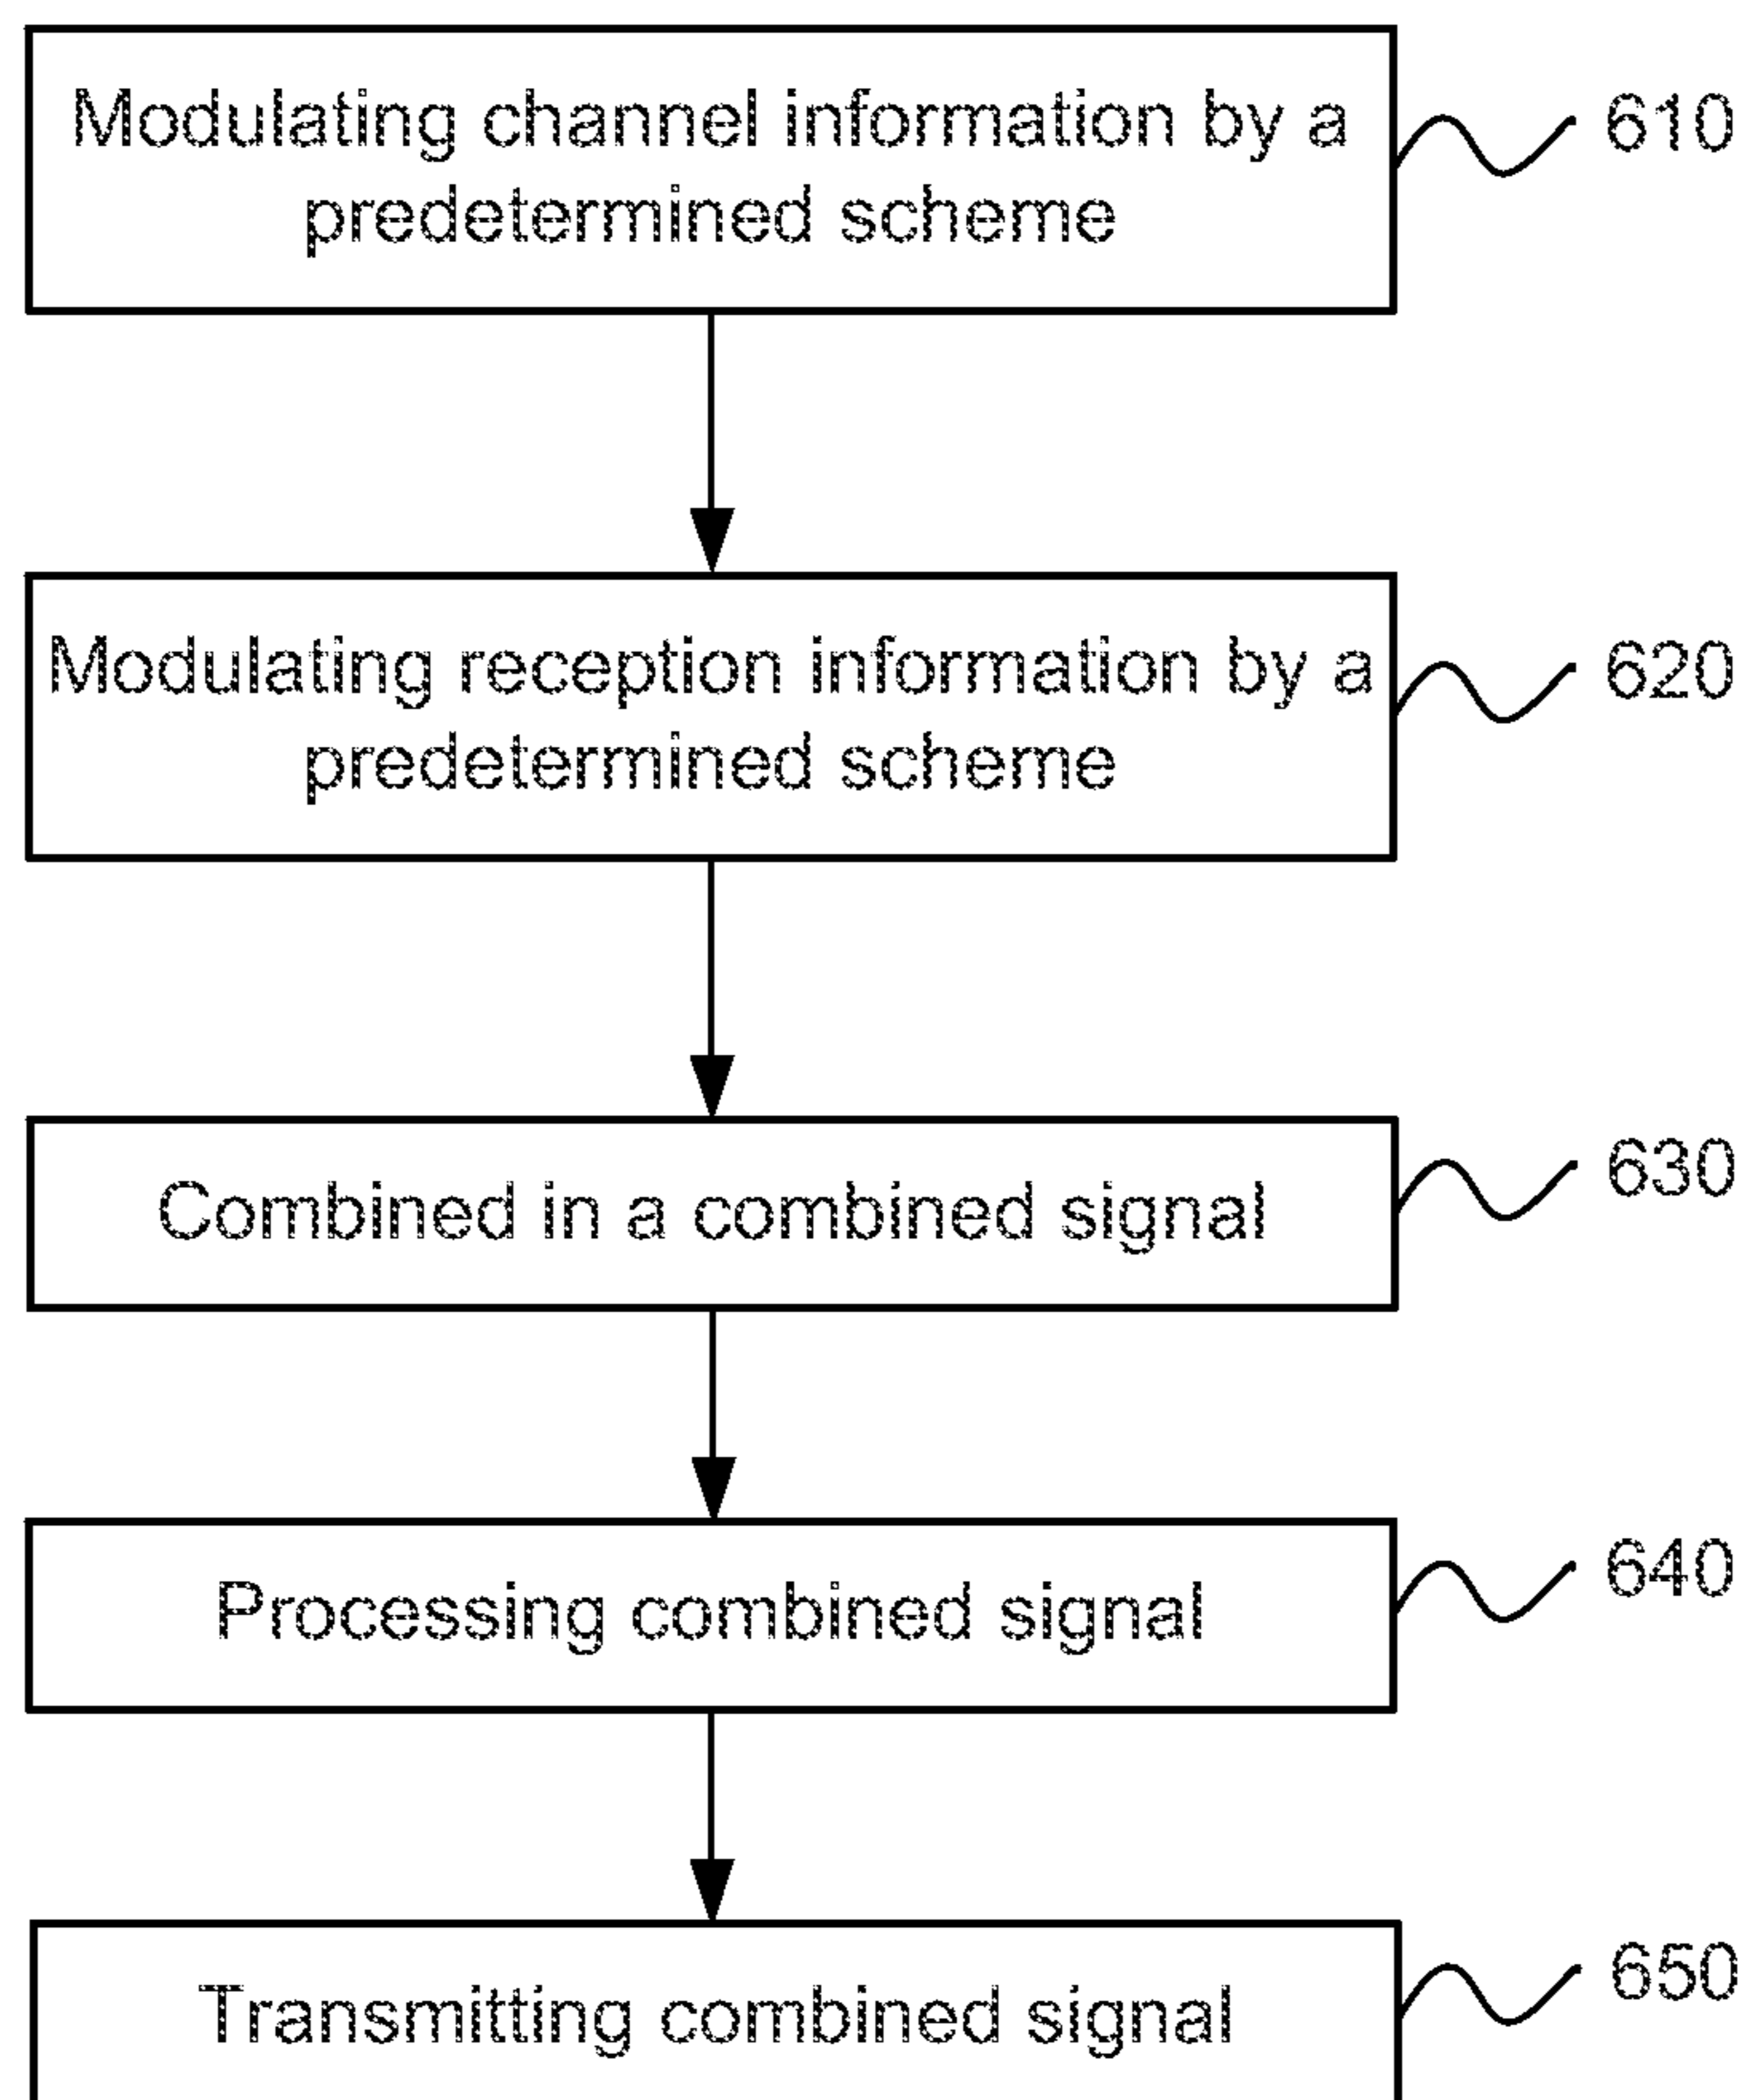 Modulating channel information by a
predetermined scheme
610
Modulating reception information by a
predetermined scheme
620
Combined in a combined signal
630
Processing combined signal
640
Transmitting combined signal
650